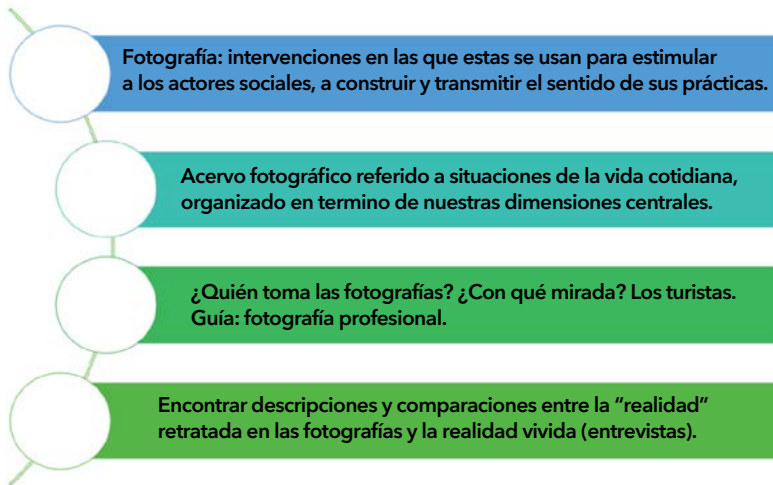 Fotografía: intervenciones en las que estas se usan para estimular
a los actores sociales, a construir y transmitir el sentido de sus prácticas.
Acervo fotográfico referido a situaciones de la vida cotidiana,
organizado en termino de nuestras dimensiones centrales.
¿Quién toma las fotografías? ¿Con qué mirada? Los turistas.
Guía: fotografía profesional.
Encontrar descripciones y comparaciones entre la “realidad”
retratada en las fotografías y la realidad vivida (entrevistas).